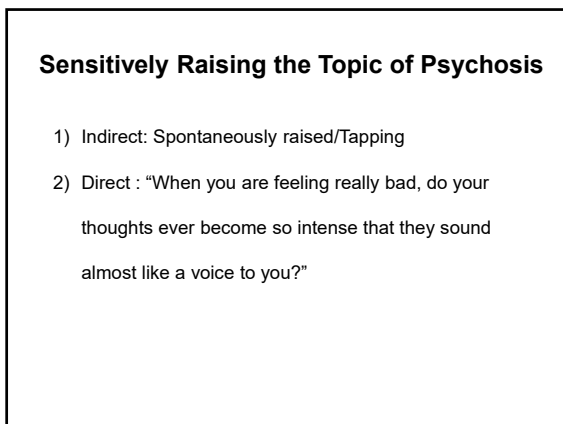 Sensitively Raising the Topic of Psychosis
1) Indirect: Spontaneously raised/Tapping
2) Direct : “When you are feeling really bad, do your
thoughts ever become so intense that they sound
almost like a voice to you?”